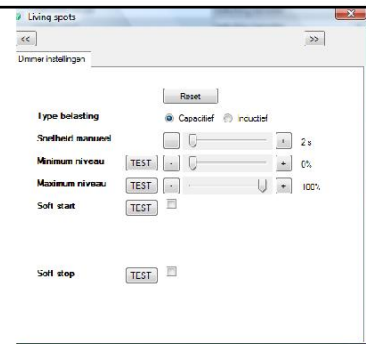 Living spots
<< >>
Dimmer instellingen
Reset
Type belasting Capacitief inductief
Snelheid manueel + 2 s
Minimum niveau TEST - + 0%
Maximum niveau TEST - + 100%
Soft start TEST
Soft stop TEST